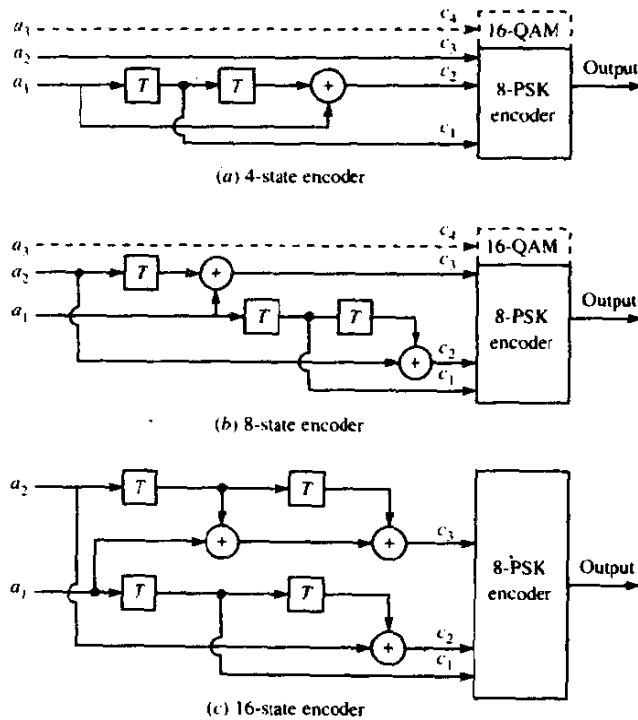 a₃ c₄ 16-QAM
a₂ c₃
a₁ T T + c₂ 8-PSK encoder Output
c₁
(a) 4-state encoder
a₃ c₄ 16-QAM
a₂ T + c₃
a₁ T T 8-PSK encoder Output
+ c₂
c₁
(b) 8-state encoder
a₂ T T
+ + c₃
8-PSK encoder Output
a₁ T T
+ c₂
c₁
(c) 16-state encoder